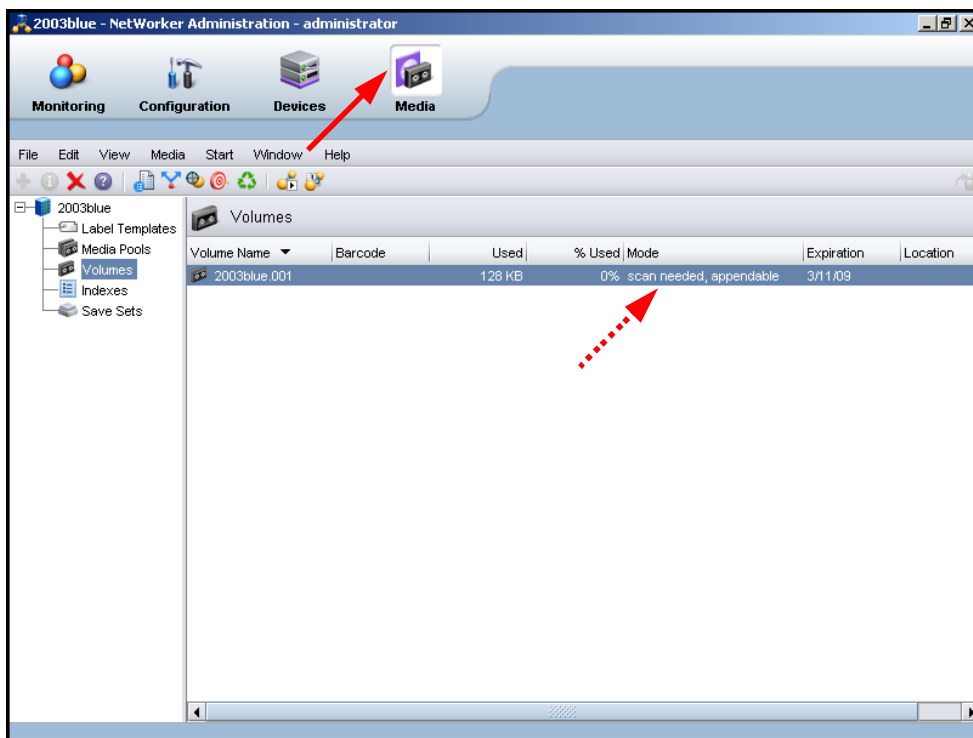 2003blue - NetWorker Administration - administrator
Monitoring Configuration Devices Media
File Edit View Media Start Window Help
2003blue
Label Templates
Media Pools
Volumes
Indexes
Save Sets
Volumes
Volume Name Barcode Used % Used Mode Expiration Location
2003blue.001 128 KB 0% scan needed, appendable 3/11/09